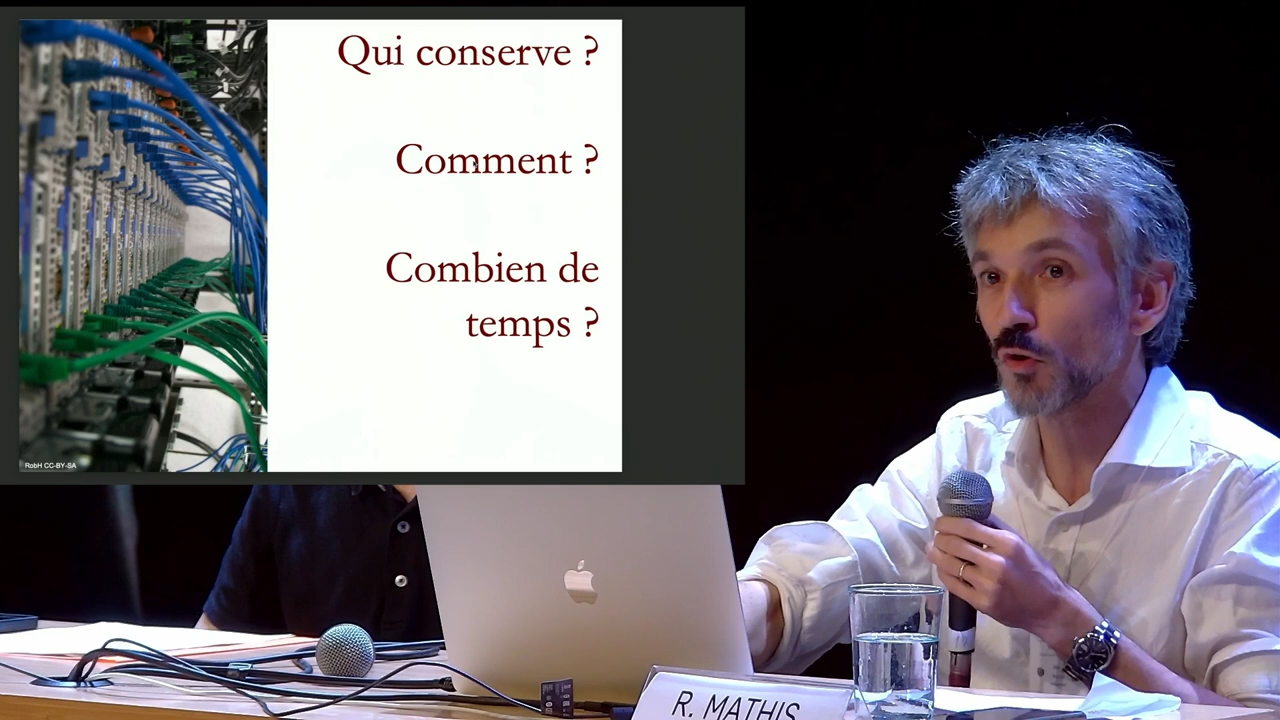 Qui conserve ?
Comment ?
Combien de
temps ?
RobH CC-BY-SA
R. MATHIS